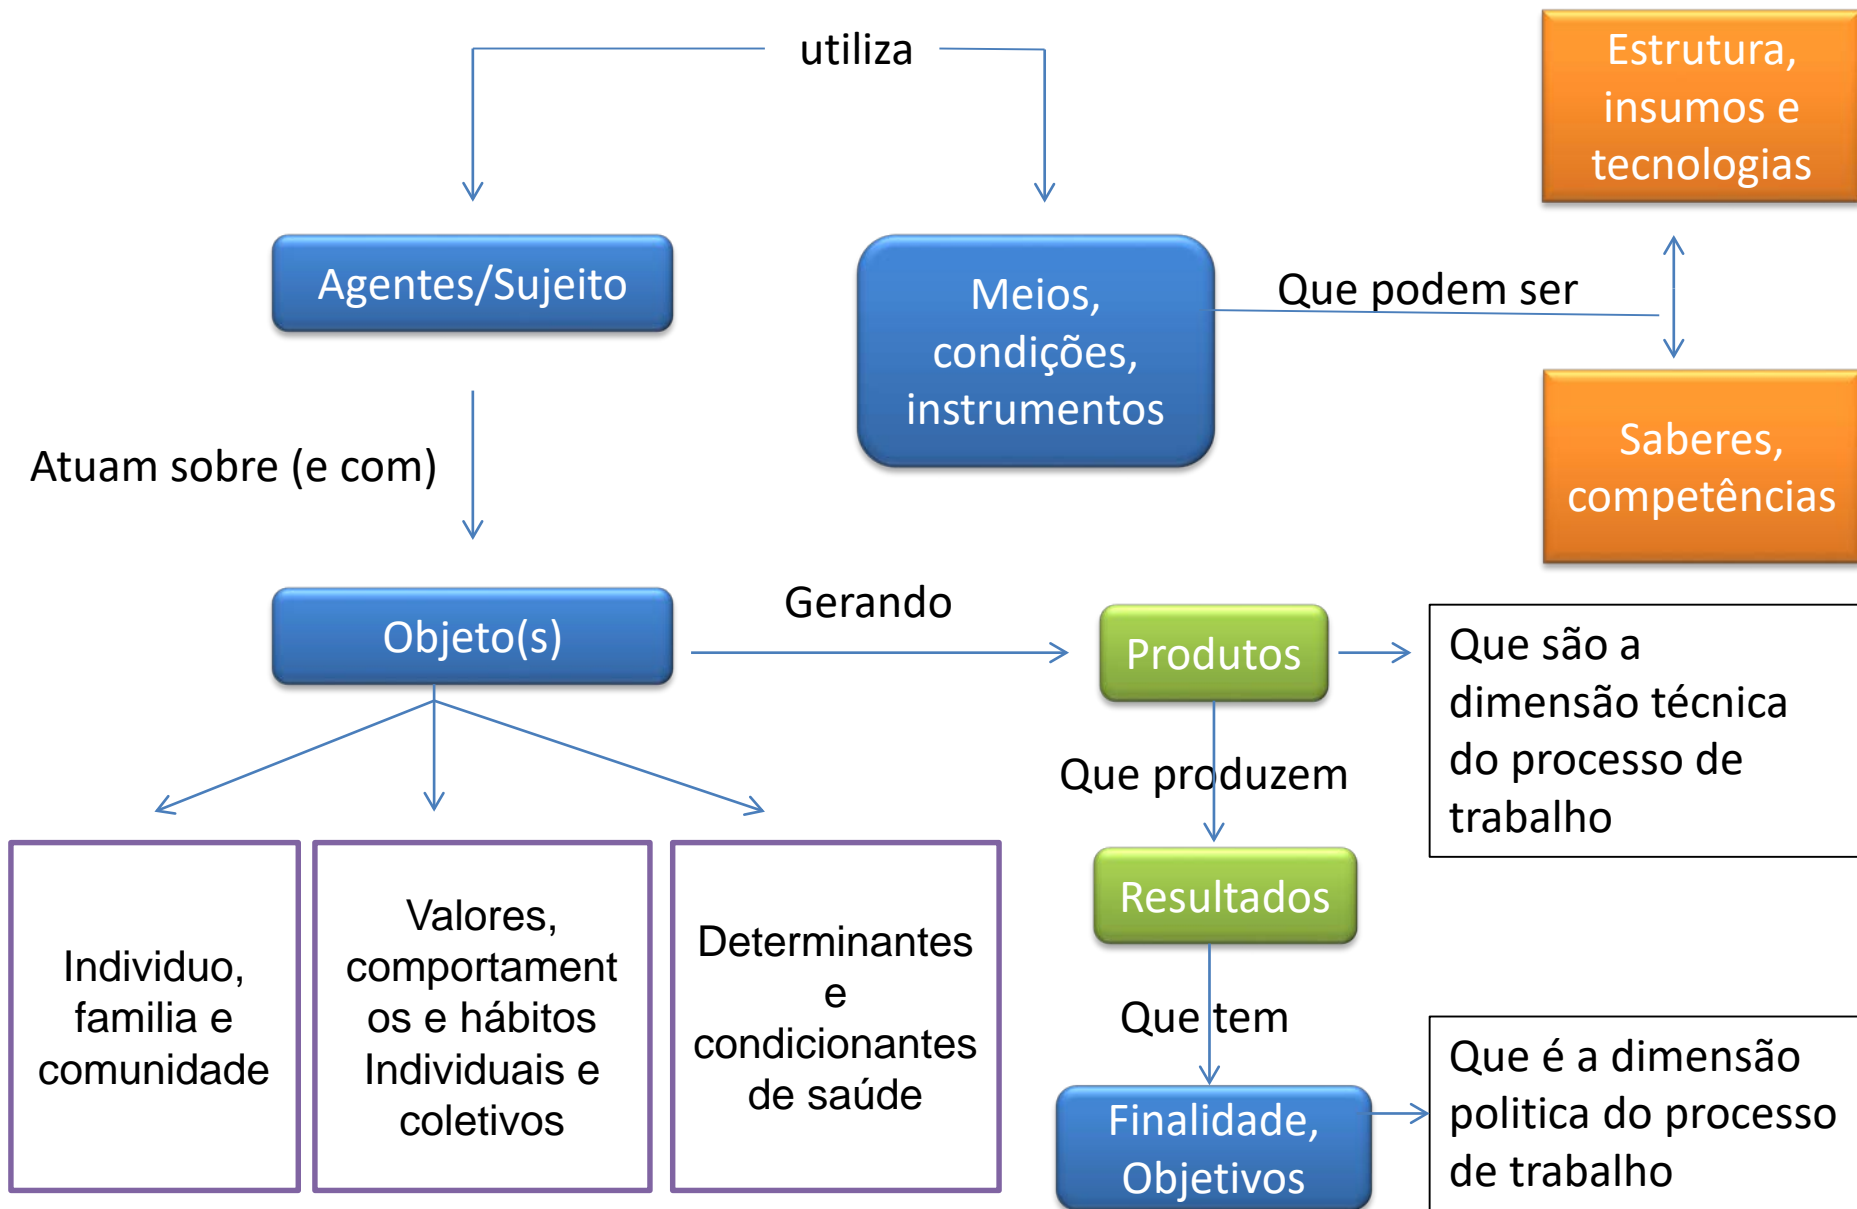 utiliza
Estrutura,
insumos e
tecnologias
Agentes/Sujeito
Meios,
condições,
instrumentos
Que podem ser
Saberes,
competências
Atuam sobre (e com)
Objeto(s)
Gerando
Produtos
Que são a
dimensão técnica
do processo de
trabalho
Que produzem
Resultados
Individuo,
familia e
comunidade
Valores,
comportament
os e hábitos
Individuais e
coletivos
Determinantes
e
condicionantes
de saúde
Que tem
Finalidade,
Objetivos
Que é a dimensão
politica do processo
de trabalho